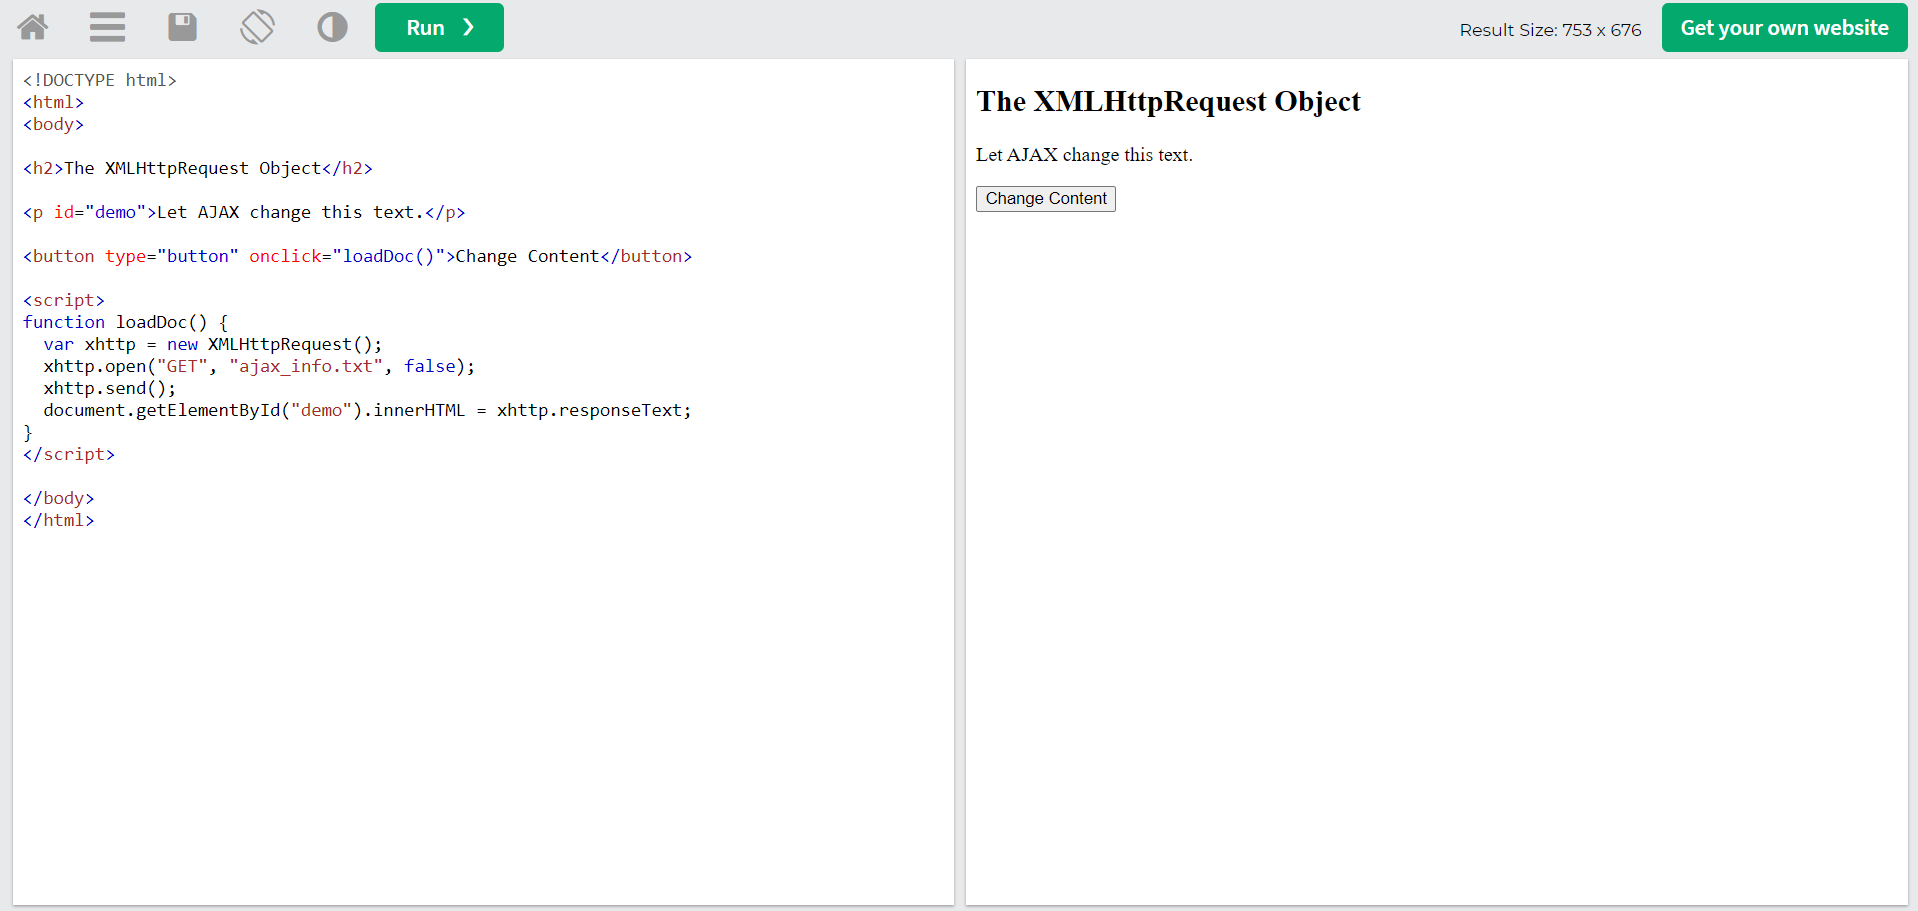 Run ❯
Result Size: 753 x 676
Get your own website
<!DOCTYPE html>
<html>
<body>
<h2>The XMLHttpRequest Object</h2>
<p id="demo">Let AJAX change this text.</p>
<button type="button" onclick="loadDoc()">Change Content</button>
<script>
function loadDoc() {
  var xhttp = new XMLHttpRequest();
  xhttp.open("GET", "ajax_info.txt", false);
  xhttp.send();
  document.getElementById("demo").innerHTML = xhttp.responseText;
}
</script>
</body>
</html>
The XMLHttpRequest Object
Let AJAX change this text.
Change Content